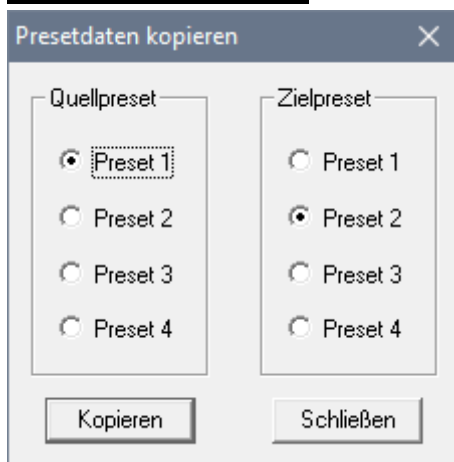 Presetdaten kopieren
Quellpreset
Preset 1
Preset 2
Preset 3
Preset 4
Zielpreset
Preset 1
Preset 2
Preset 3
Preset 4
Kopieren
Schließen